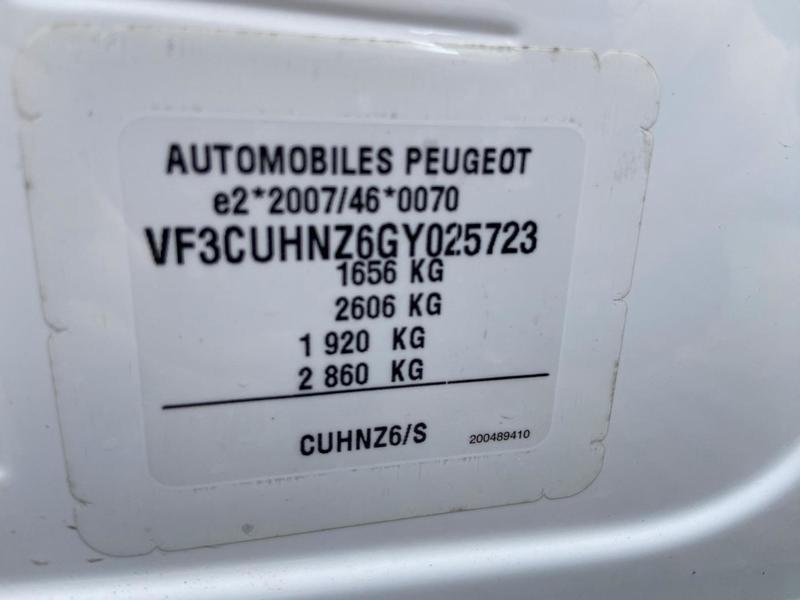 AUTOMOBILES PEUGEOT
e2*2007/46*0070
VF3CUHNZ6GY025723
1656 KG
2606 KG
1 920 KG
2 860 KG
CUHNZ6/S
200489410